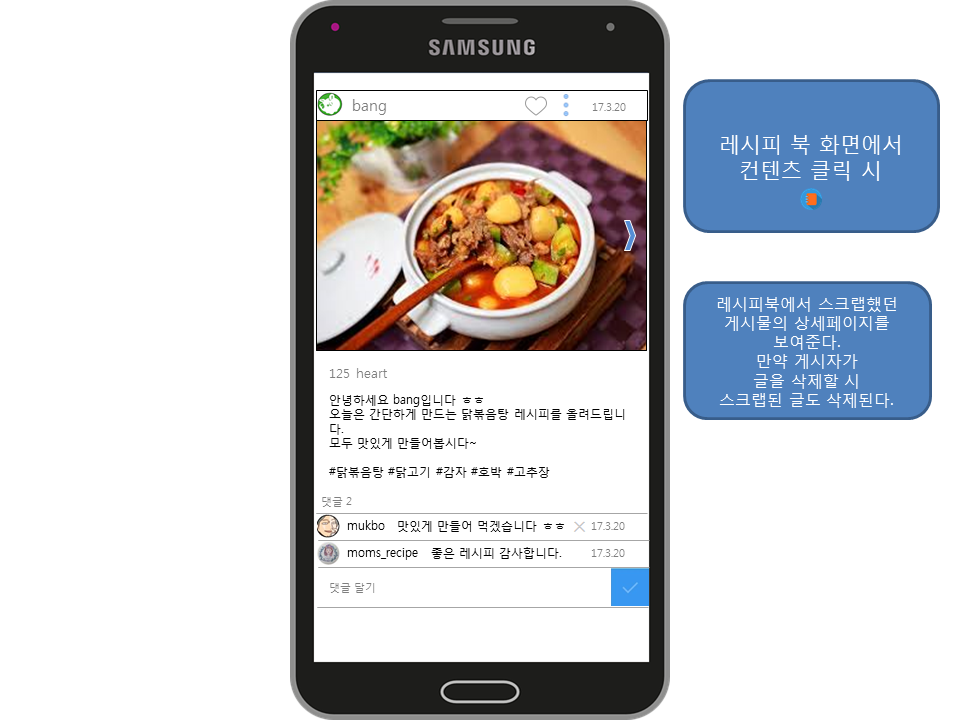 SAMSUNG
bang
17.3.20
125 heart
안녕하세요 bang입니다 ㅎㅎ
오늘은 간단하게 만드는 닭볶음탕 레시피를 올려드립니
다.
모두 맛있게 만들어봅시다~
#닭볶음탕 #닭고기 #감자 #호박 #고추장
댓글 2
mukbo 맛있게 만들어 먹겠습니다 ㅎㅎ 17.3.20
moms_recipe 좋은 레시피 감사합니다. 17.3.20
댓글 달기
레시피 북 화면에서
컨텐츠 클릭 시
레시피북에서 스크랩했던
게시물의 상세페이지를
보여준다.
만약 게시자가
글을 삭제할 시
스크랩된 글도 삭제된다.